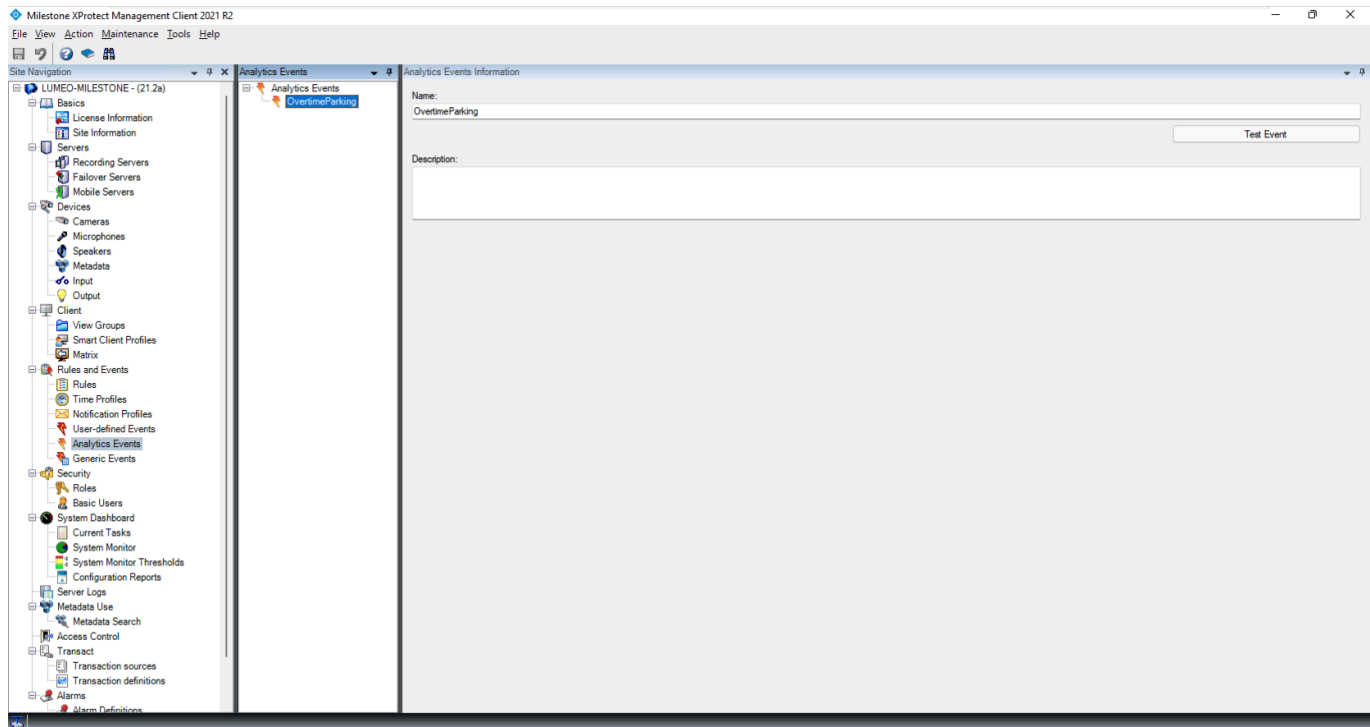 Milestone XProtect Management Client 2021 R2
File View Action Maintenance Tools Help
Site Navigation
LUMEO-MILESTONE - (21.2a)
Basics
License Information
Site Information
Servers
Recording Servers
Failover Servers
Mobile Servers
Devices
Cameras
Microphones
Speakers
Metadata
Input
Output
Client
View Groups
Smart Client Profiles
Matrix
Rules and Events
Rules
Time Profiles
Notification Profiles
User-defined Events
Analytics Events
Generic Events
Security
Roles
Basic Users
System Dashboard
Current Tasks
System Monitor
System Monitor Thresholds
Configuration Reports
Server Logs
Metadata Use
Metadata Search
Access Control
Transact
Transaction sources
Transaction definitions
Alarms
Alarm Definitions
Analytics Events
Analytics Events
OvertimeParking
Analytics Events Information
Name:
OvertimeParking
Test Event
Description: